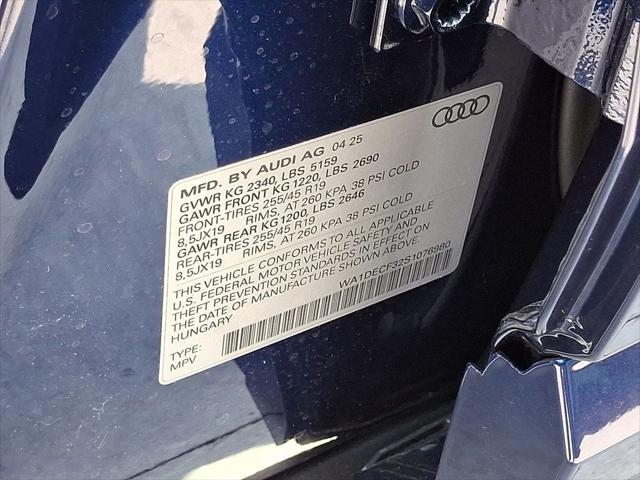 MFD. BY AUDI AG 04 25
GVWR KG 2340, LBS 5159
GAWR FRONT KG 1220, LBS 2690
FRONT-TIRES 255/45 R19
8,5JX19 RIMS, AT 260 KPA 38 PSI COLD
GAWR REAR KG1200, LBS 2646
REAR-TIRES 255/45 R19
8,5JX19 RIMS, AT 260 KPA 38 PSI COLD
THIS VEHICLE CONFORMS TO ALL APPLICABLE
U.S. FEDERAL MOTOR VEHICLE SAFETY AND
THEFT PREVENTION STANDARDS IN EFFECT ON
THE DATE OF MANUFACTURE SHOWN ABOVE.
HUNGARY WA1DECF32S1076980
TYPE:
MPV